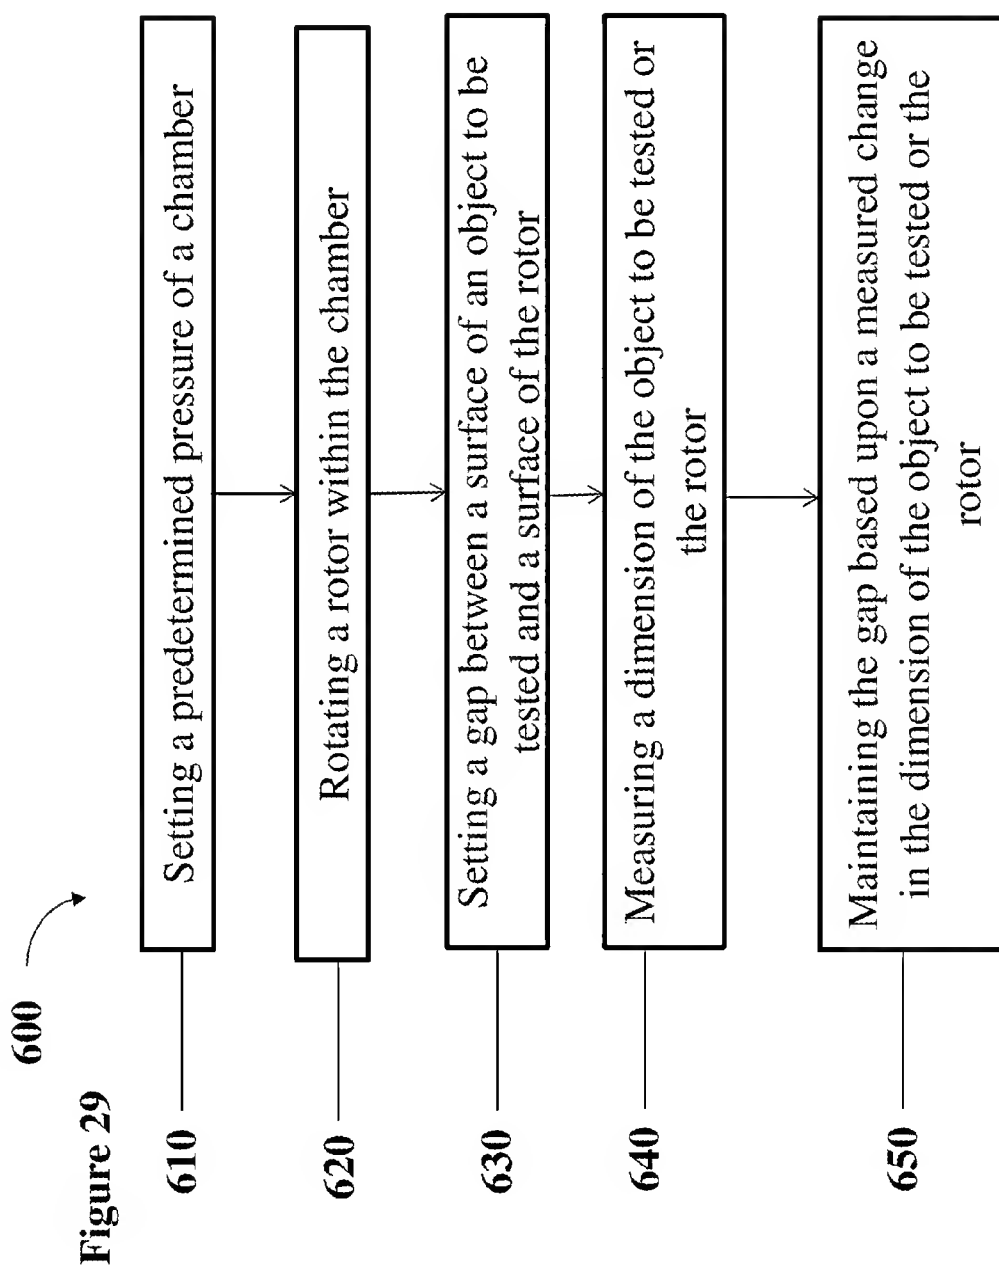 Figure 29
600
610
Setting a predetermined pressure of a chamber
620
Rotating a rotor within the chamber
630
Setting a gap between a surface of an object to be
tested and a surface of the rotor
640
Measuring a dimension of the object to be tested or
the rotor
650
Maintaining the gap based upon a measured change
in the dimension of the object to be tested or the
rotor